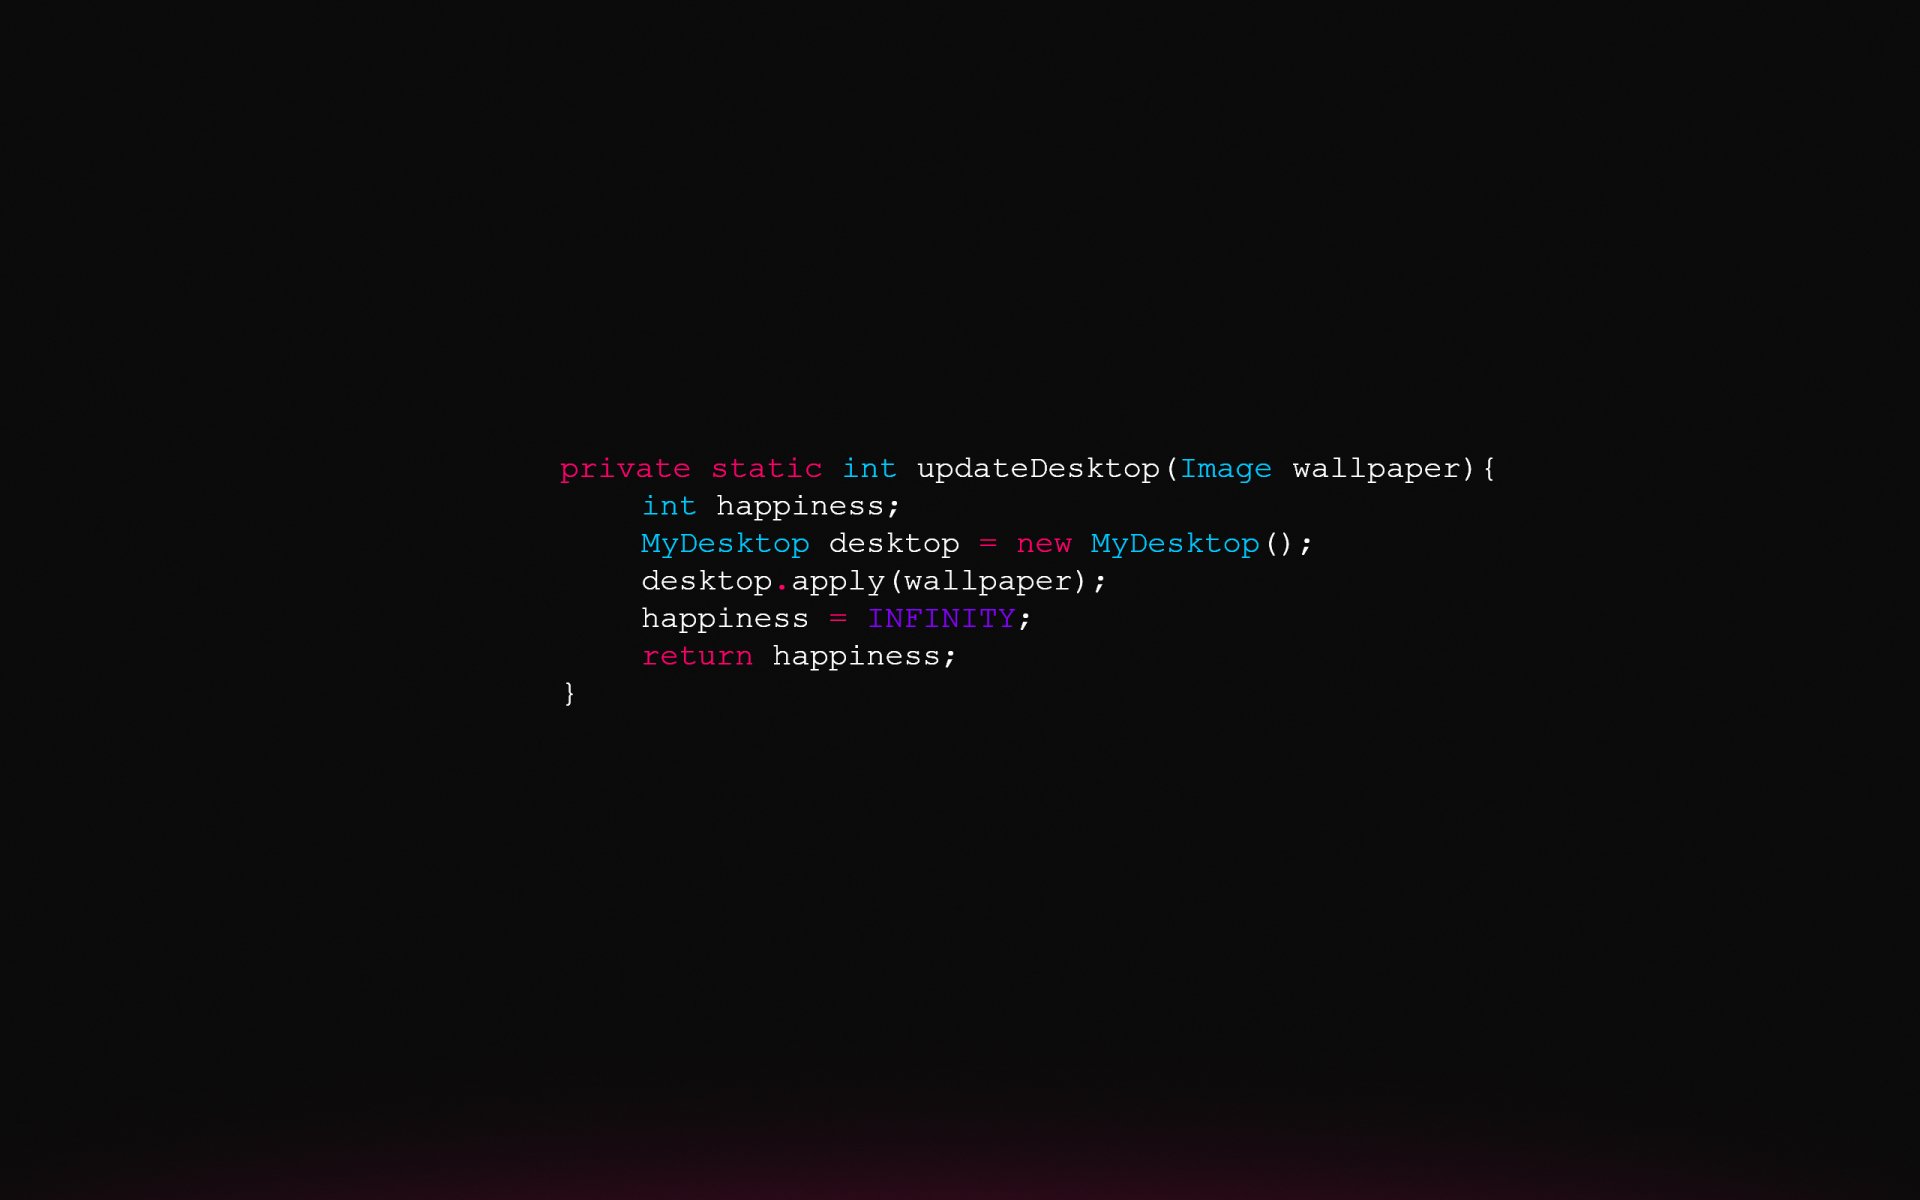 private static int updateDesktop(Image wallpaper){
int happiness;
MyDesktop desktop = new MyDesktop();
desktop.apply(wallpaper);
happiness = INFINITY;
return happiness;
}